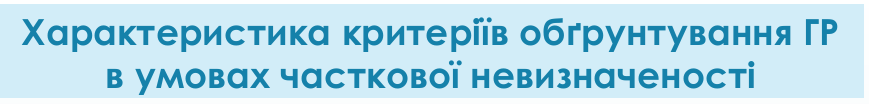 Характеристика критеріїв обґрунтування ГР
в умовах часткової невизначеності